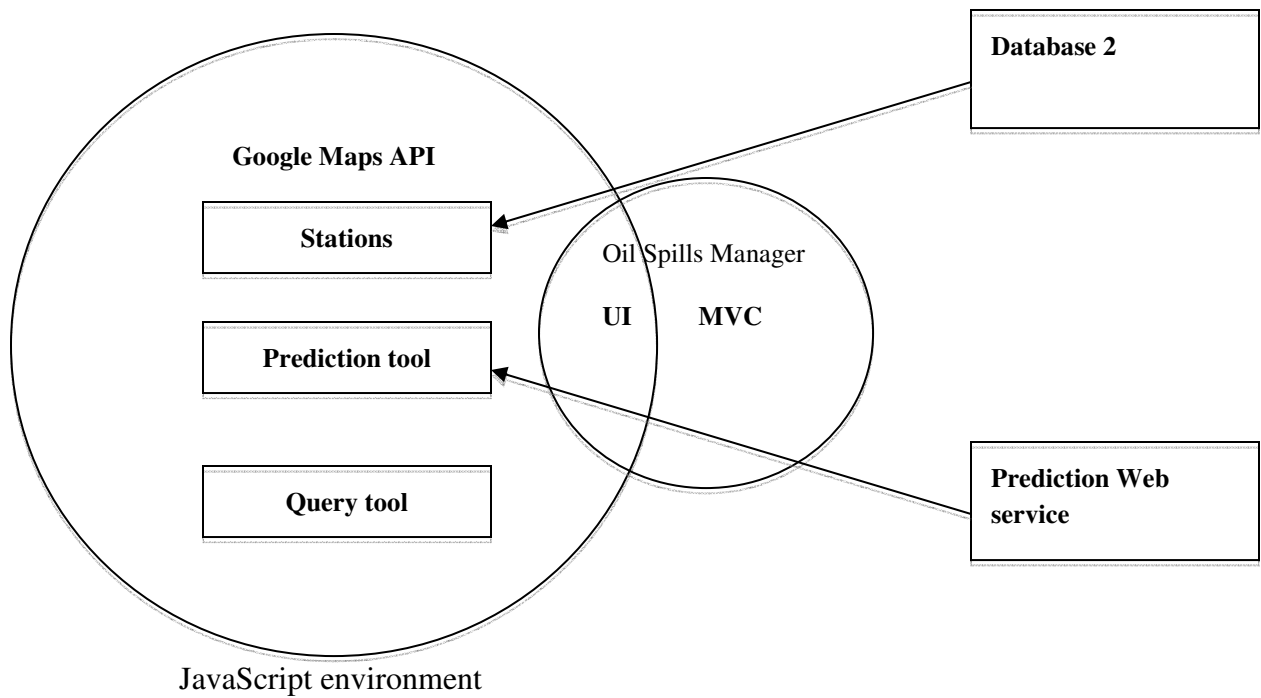 Database 2
Google Maps API
Stations
Oil Spills Manager
UI MVC
Prediction tool
Query tool
Prediction Web
service
JavaScript environment